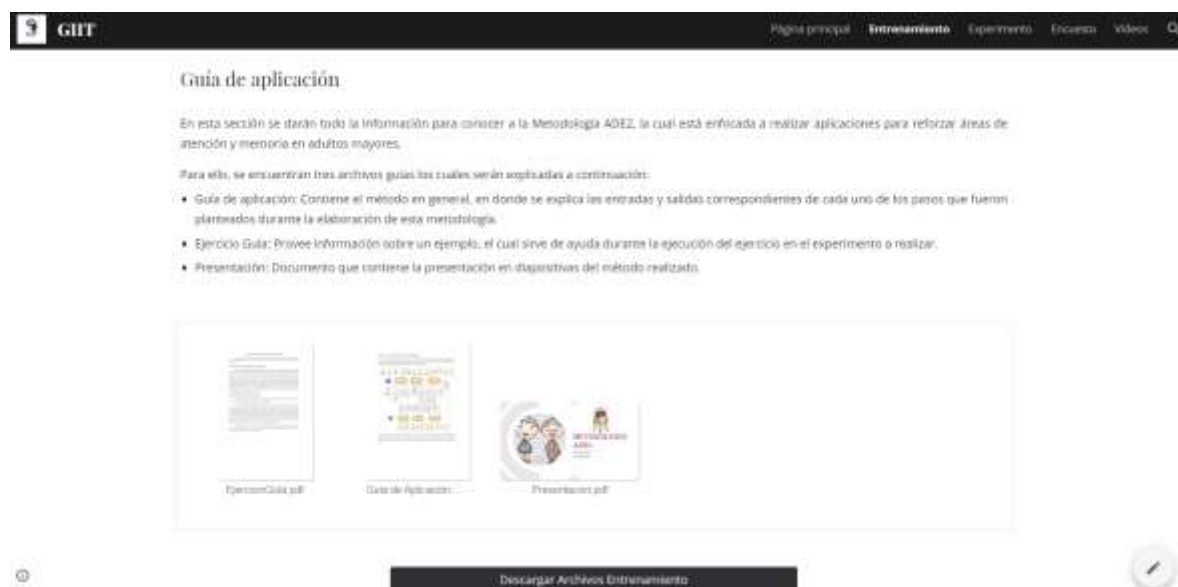 GIIT
Página principal Entrenamiento Experimento Encuesta Videos
Guía de aplicación
En esta sección se darán todo la información para conocer a la Metodología ADE2, la cual está enfocada a realizar aplicaciones para reforzar áreas de
atención y memoria en adultos mayores.
Para ello, se encuentran tres archivos guías los cuales serán explicadas a continuación:
• Guía de aplicación: Contiene el método en general, en donde se explica las entradas y salidas correspondientes de cada uno de los pasos que fueron
planteados durante la elaboración de esta metodología.
• Ejercicio Guía: Provee información sobre un ejemplo, el cual sirve de ayuda durante la ejecución del ejercicio en el experimento a realizar.
• Presentación: Documento que contiene la presentación en diapositivas del método realizado.
METODOLOGÍA
EjercicioGuia.pdf Guia de Aplicación Presentacion.pdf
Descargar Archivos Entrenamiento